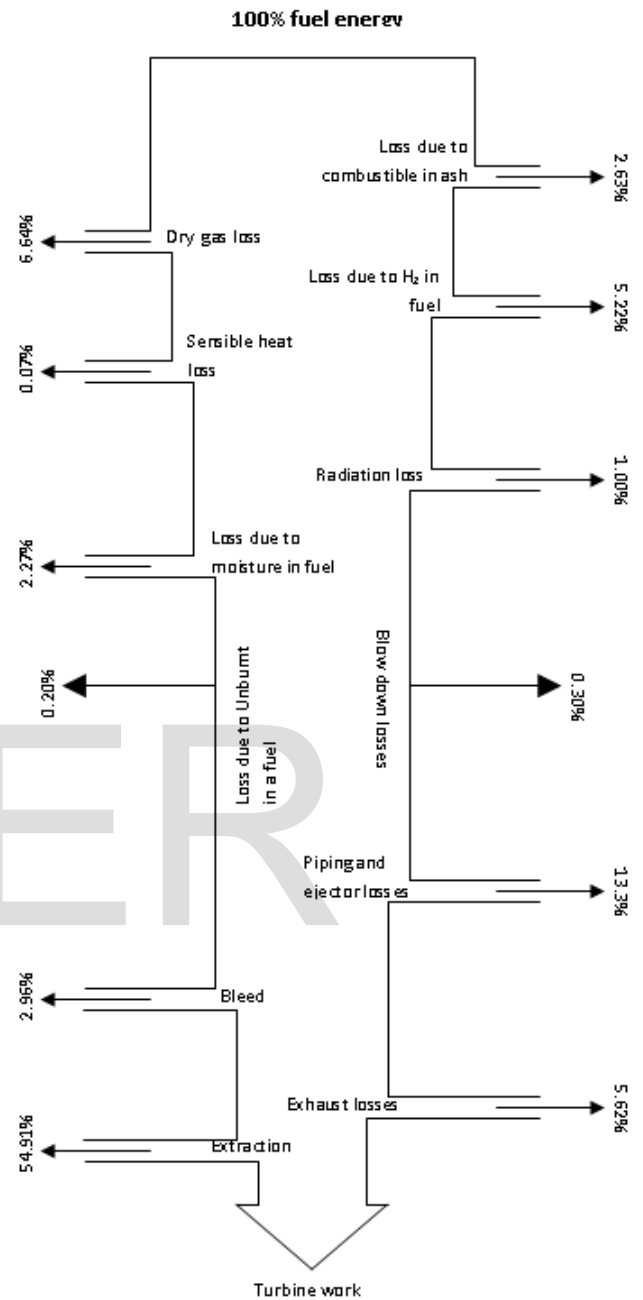 100% fuel energy
Loss due to
combustible in ash
2.63%
Dry gas loss
6.64%
Loss due to H₂ in
fuel
5.22%
Sensible heat
loss
0.07%
Radiation loss
1.00%
Loss due to
moisture in fuel
2.27%
Loss due to Unburnt
in a fuel
0.20%
Blow down losses
0.30%
ER
Piping and
ejector losses
13.3%
Bleed
2.96%
Exhaust losses
5.62%
Extraction
54.91%
Turbine work